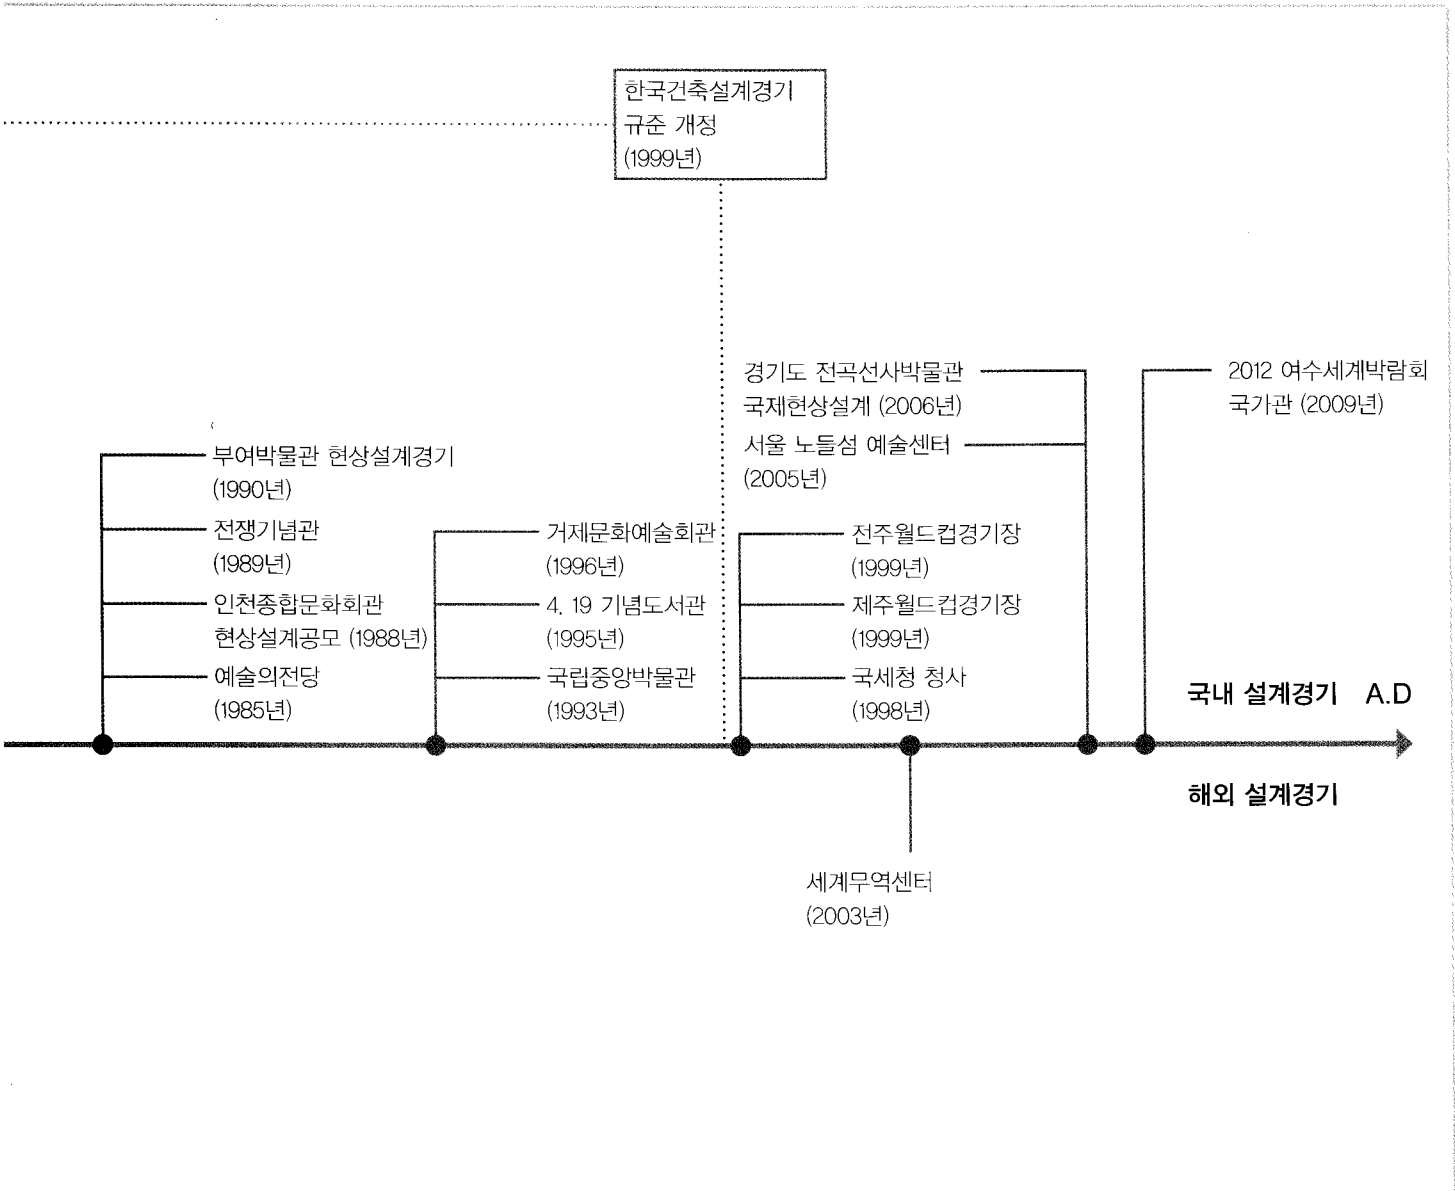 한국건축설계경기
규준 개정
(1999년)
경기도 전곡선사박물관
국제현상설계 (2006년)
서울 노들섬 예술센터
(2005년)
2012 여수세계박람회
국가관 (2009년)
부여박물관 현상설계경기
(1990년)
전쟁기념관
(1989년)
인천종합문화회관
현상설계공모 (1988년)
예술의전당
(1985년)
거제문화예술회관
(1996년)
4. 19 기념도서관
(1995년)
국립중앙박물관
(1993년)
전주월드컵경기장
(1999년)
제주월드컵경기장
(1999년)
국세청 청사
(1998년)
국내 설계경기 A.D
해외 설계경기
세계무역센터
(2003년)